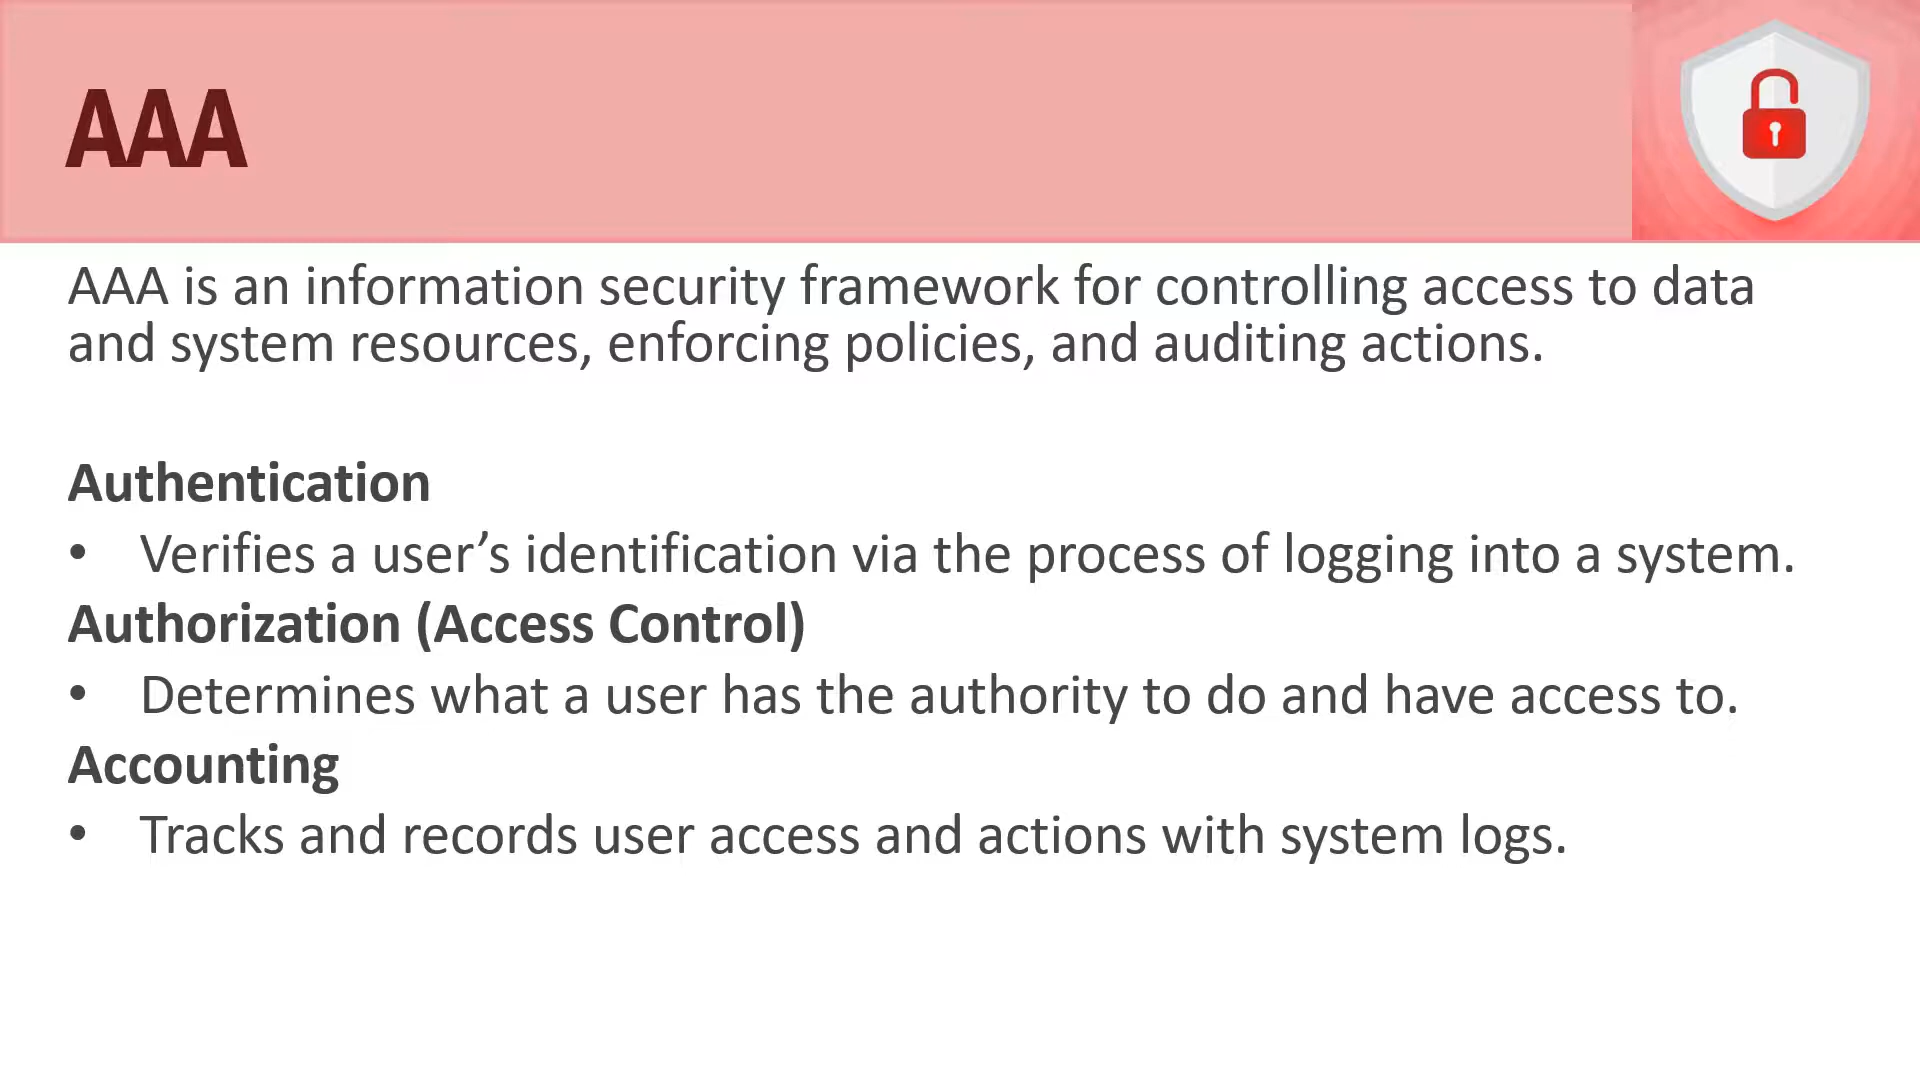 AAA
AAA is an information security framework for controlling access to data
and system resources, enforcing policies, and auditing actions.
Authentication
• Verifies a user’s identification via the process of logging into a system.
Authorization (Access Control)
• Determines what a user has the authority to do and have access to.
Accounting
• Tracks and records user access and actions with system logs.